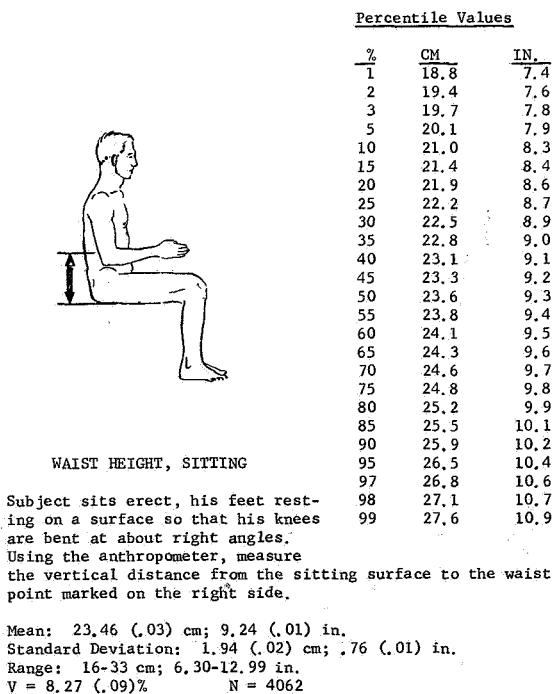 Percentile Values
% CM IN.
1 18.8 7.4
2 19.4 7.6
3 19.7 7.8
5 20.1 7.9
10 21.0 8.3
15 21.4 8.4
20 21.9 8.6
25 22.2 8.7
30 22.5 8.9
35 22.8 9.0
40 23.1 9.1
45 23.3 9.2
50 23.6 9.3
55 23.8 9.4
60 24.1 9.5
65 24.3 9.6
70 24.6 9.7
75 24.8 9.8
80 25.2 9.9
85 25.5 10.1
90 25.9 10.2
95 26.5 10.4
97 26.8 10.6
98 27.1 10.7
99 27.6 10.9
WAIST HEIGHT, SITTING
Subject sits erect, his feet rest-
ing on a surface so that his knees
are bent at about right angles.
Using the anthropometer, measure
the vertical distance from the sitting surface to the waist
point marked on the right side.
Mean: 23.46 (.03) cm; 9.24 (.01) in.
Standard Deviation: 1.94 (.02) cm; .76 (.01) in.
Range: 16-33 cm; 6.30-12.99 in.
V = 8.27 (.09)% N = 4062